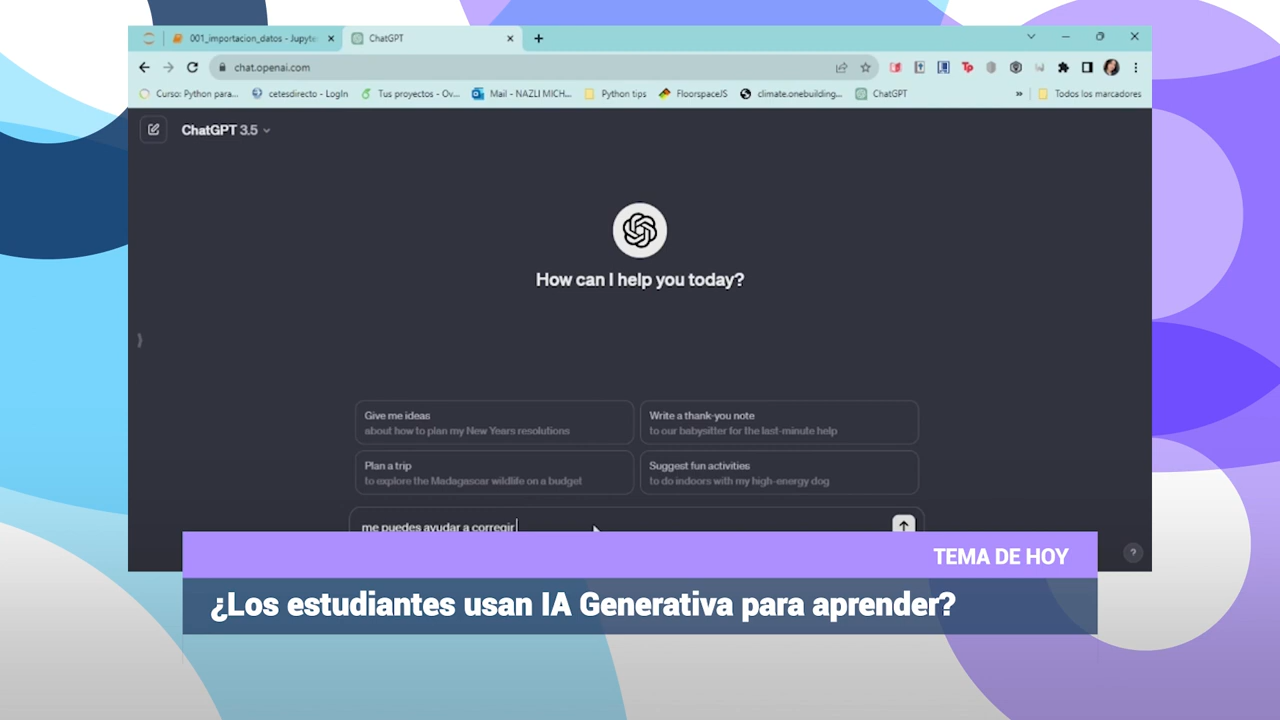 001_importacion_datos - Jupyte
ChatGPT
chat.openai.com
Curso: Python para...
cetesdirecto - LogIn
Tus proyectos - Ov...
Mail - NAZLI MICH...
Python tips
FloorspaceJS
climate.onebuilding...
ChatGPT
»
Todos los marcadores
ChatGPT 3.5
How can I help you today?
Give me ideas
about how to plan my New Years resolutions
Write a thank-you note
to our babysitter for the last-minute help
Plan a trip
to explore the Madagascar wildlife on a budget
Suggest fun activities
to do indoors with my high-energy dog
me puedes ayudar a corregir
?
TEMA DE HOY
¿Los estudiantes usan IA Generativa para aprender?